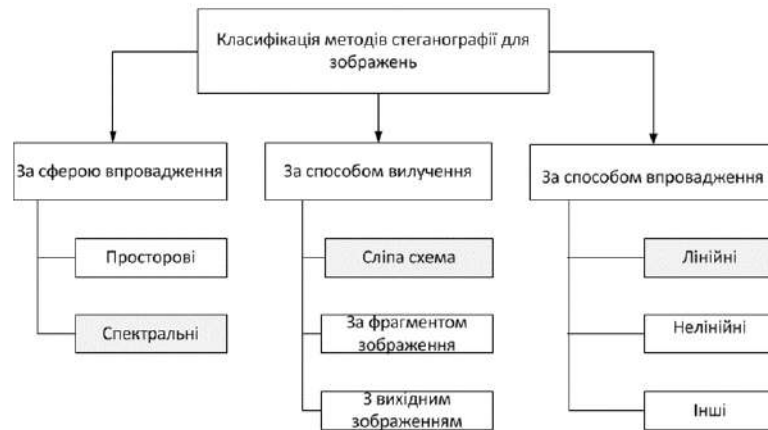 Класифікація методів стеганографії для
зображень
За сферою впровадження
За способом вилучення
За способом впровадження
Просторові
Сліпа схема
Лінійні
Спектральні
За фрагментом
зображення
Нелінійні
З вихідним
зображенням
Інші